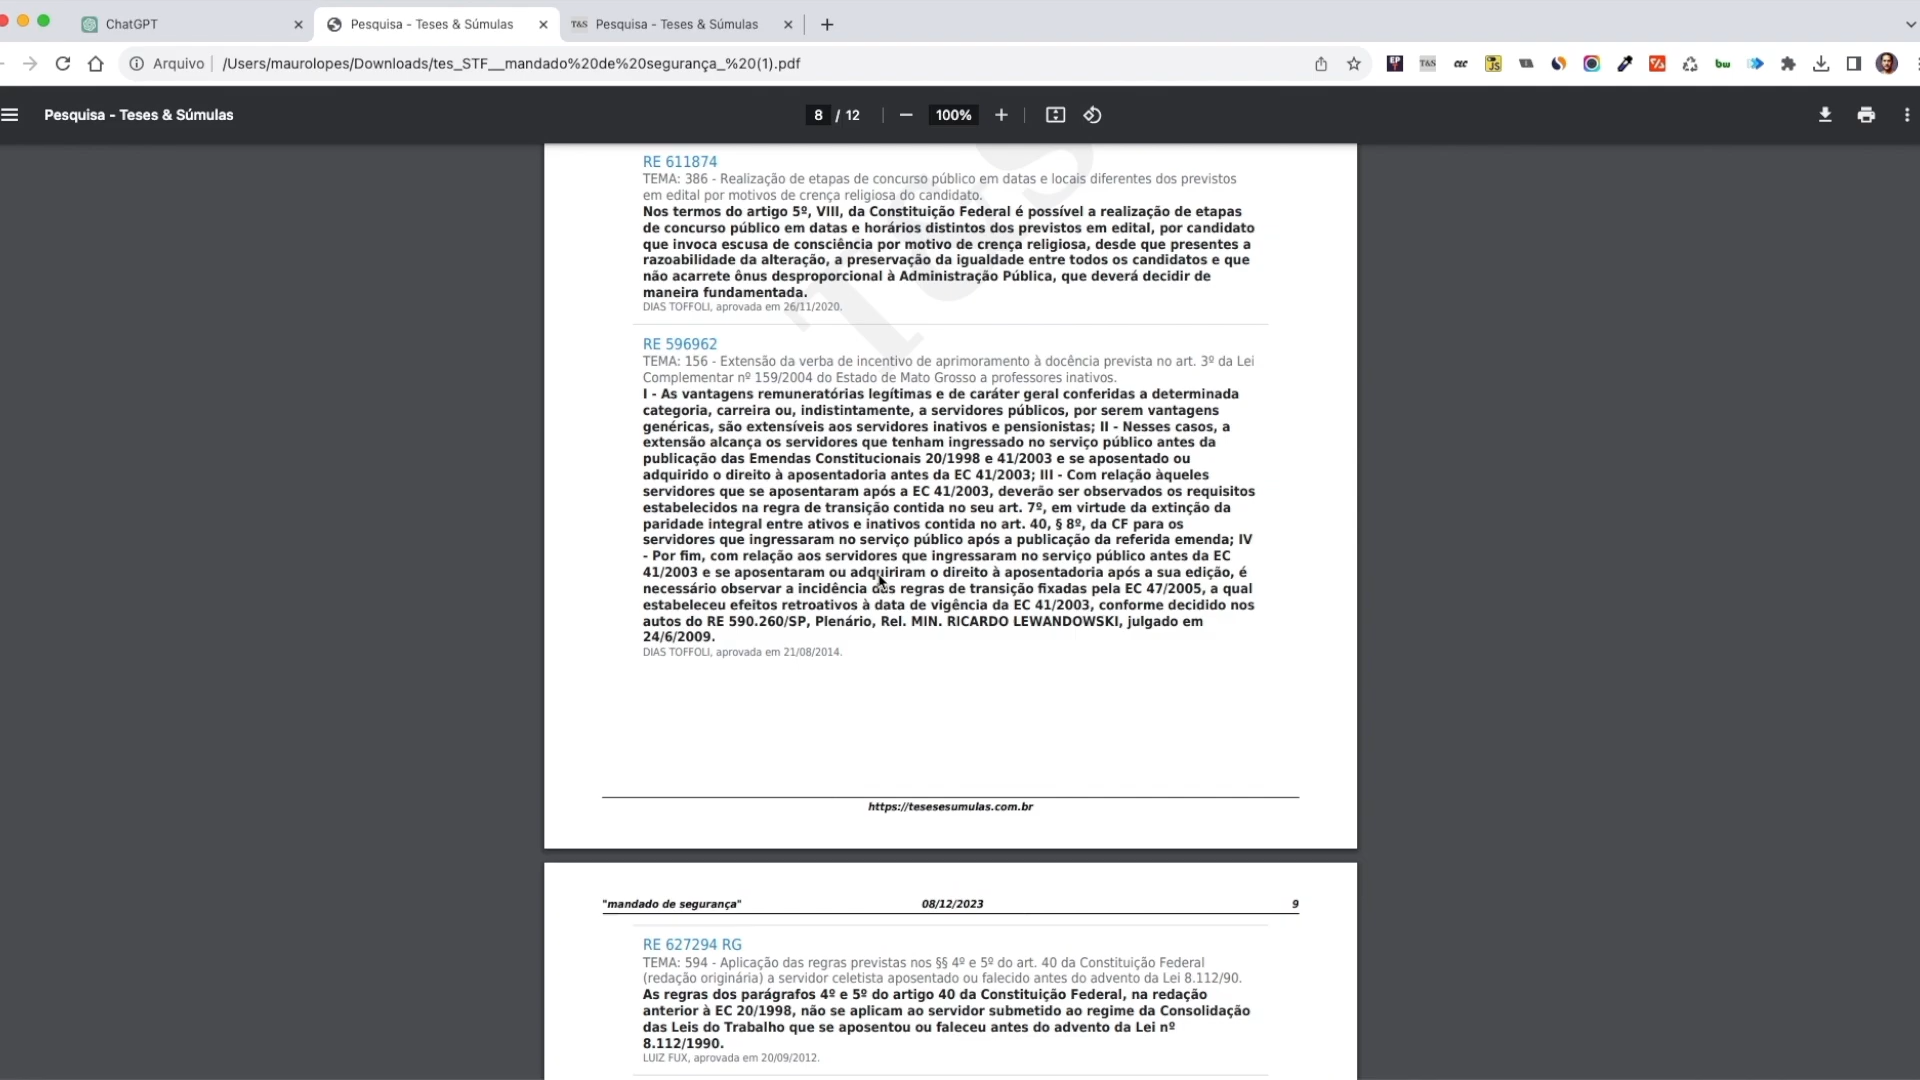 ChatGPT
Pesquisa - Teses & Súmulas
T&S Pesquisa - Teses & Súmulas
Arquivo /Users/maurolopes/Downloads/tes_STF__mandado%20de%20segurança_%20(1).pdf
Pesquisa - Teses & Súmulas
8 / 12
100%
RE 611874
TEMA: 386 - Realização de etapas de concurso público em datas e locais diferentes dos previstos
em edital por motivos de crença religiosa do candidato.
Nos termos do artigo 5º, VIII, da Constituição Federal é possível a realização de etapas
de concurso público em datas e horários distintos dos previstos em edital, por candidato
que invoca escusa de consciência por motivo de crença religiosa, desde que presentes a
razoabilidade da alteração, a preservação da igualdade entre todos os candidatos e que
não acarrete ônus desproporcional à Administração Pública, que deverá decidir de
maneira fundamentada.
DIAS TOFFOLI, aprovada em 26/11/2020.
RE 596962
TEMA: 156 - Extensão da verba de incentivo de aprimoramento à docência prevista no art. 3º da Lei
Complementar nº 159/2004 do Estado de Mato Grosso a professores inativos.
I - As vantagens remuneratórias legítimas e de caráter geral conferidas a determinada
categoria, carreira ou, indistintamente, a servidores públicos, por serem vantagens
genéricas, são extensíveis aos servidores inativos e pensionistas; II - Nesses casos, a
extensão alcança os servidores que tenham ingressado no serviço público antes da
publicação das Emendas Constitucionais 20/1998 e 41/2003 e se aposentado ou
adquirido o direito à aposentadoria antes da EC 41/2003; III - Com relação àqueles
servidores que se aposentaram após a EC 41/2003, deverão ser observados os requisitos
estabelecidos na regra de transição contida no seu art. 7º, em virtude da extinção da
paridade integral entre ativos e inativos contida no art. 40, § 8º, da CF para os
servidores que ingressaram no serviço público após a publicação da referida emenda; IV
- Por fim, com relação aos servidores que ingressaram no serviço público antes da EC
41/2003 e se aposentaram ou adquiriram o direito à aposentadoria após a sua edição, é
necessário observar a incidência das regras de transição fixadas pela EC 47/2005, a qual
estabeleceu efeitos retroativos à data de vigência da EC 41/2003, conforme decidido nos
autos do RE 590.260/SP, Plenário, Rel. MIN. RICARDO LEWANDOWSKI, julgado em
24/6/2009.
DIAS TOFFOLI, aprovada em 21/08/2014.
https://tesesesumulas.com.br
"mandado de segurança" 08/12/2023 9
RE 627294 RG
TEMA: 594 - Aplicação das regras previstas nos §§ 4º e 5º do art. 40 da Constituição Federal
(redação originária) a servidor celetista aposentado ou falecido antes do advento da Lei 8.112/90.
As regras dos parágrafos 4º e 5º do artigo 40 da Constituição Federal, na redação
anterior à EC 20/1998, não se aplicam ao servidor submetido ao regime da Consolidação
das Leis do Trabalho que se aposentou ou faleceu antes do advento da Lei nº
8.112/1990.
LUIZ FUX, aprovada em 20/09/2012.